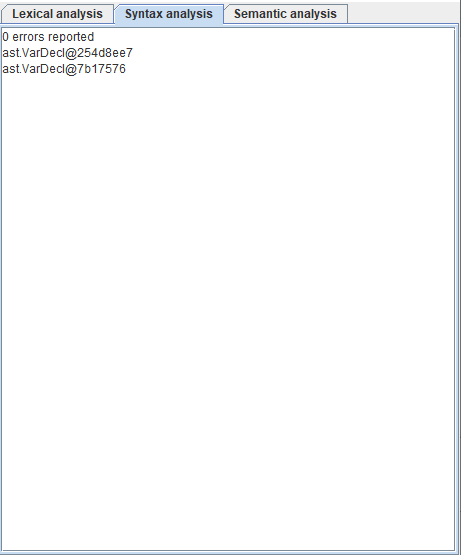 Lexical analysis Syntax analysis Semantic analysis
0 errors reported
ast.VarDecl@254d8ee7
ast.VarDecl@7b17576